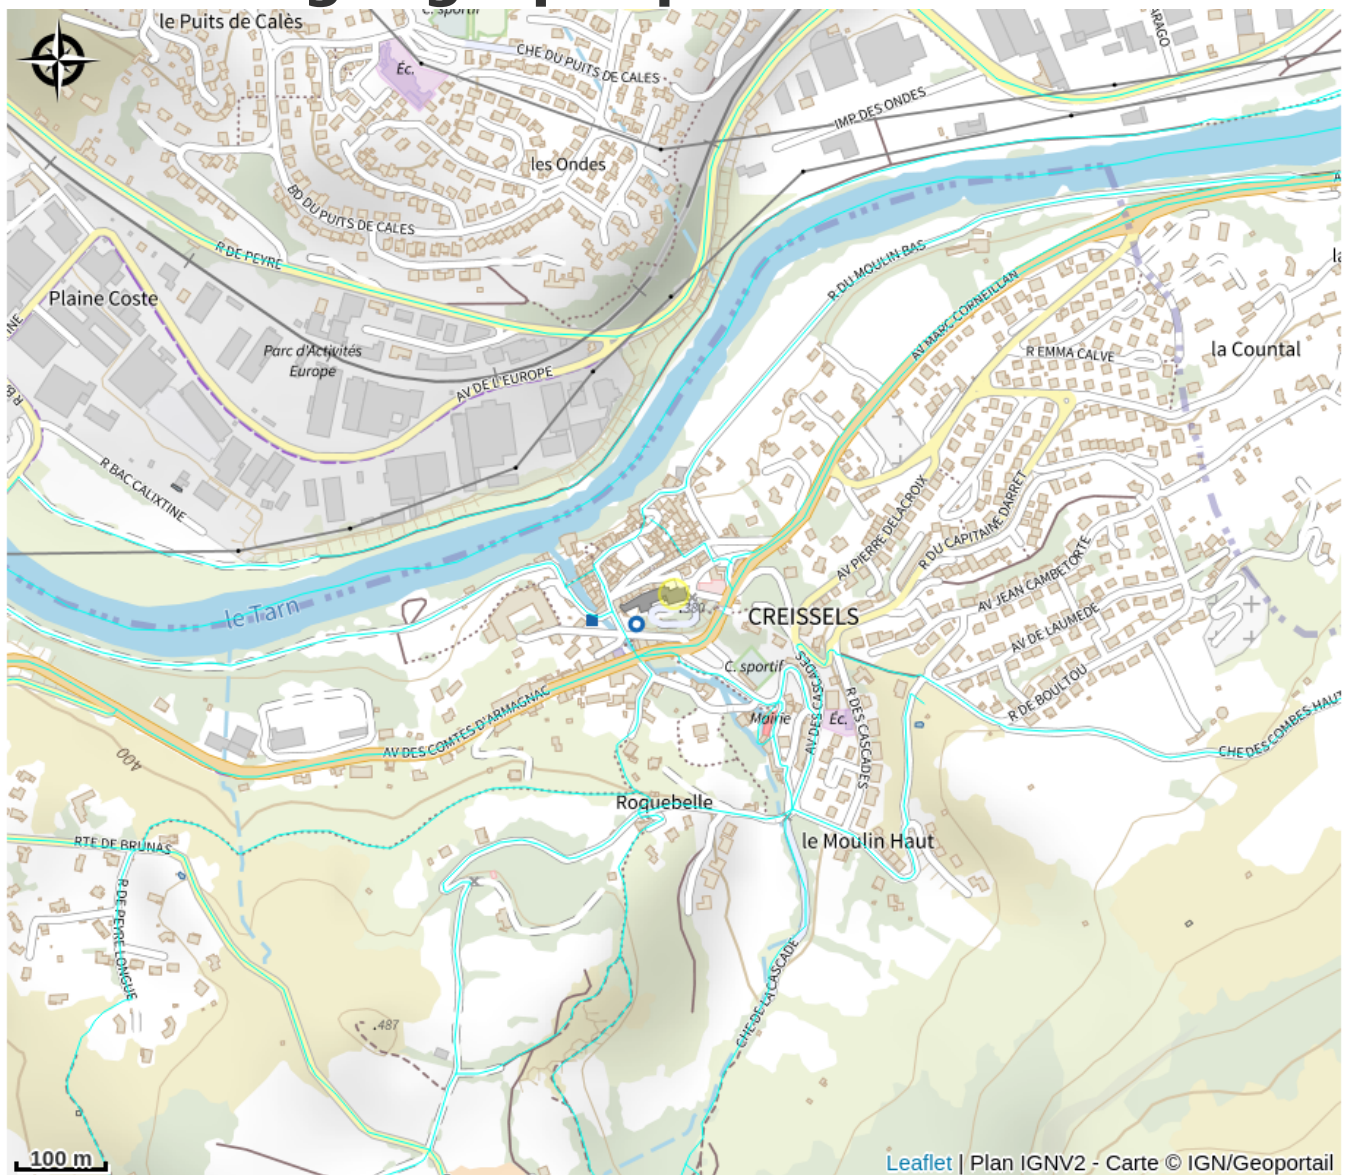 le Puits de Calès
C. sportif
CHE DU PUITS DE CALES
Éc.
ARAGO
IMP DES ONDES
les Ondes
BD DU PUITS DE CALES
R DE PEYRE
R DU MOULIN BAS
Plaine Coste
AV MARC CORNEILLAN
Parc d'Activités
Europe
R EMMA CALVE
la Countal
AV DE L'EUROPE
R BAC CALIXTINE
AV PIERRE DELACROIX
R DU CAPITAINE DARRET
AV JEAN CAMBETORTE
le Tarn
.380
CREISSELS
AV DE LAUMEDE
C. sportif
R DE BOULTOU
AV DES COMTES D'ARMAGNAC
Mairie
Éc.
AV DES CASCADES
R DES CASCADES
CHE DES COMBES HAUT
400
Roquebelle
RTE DE BRUNAS
le Moulin Haut
R DE PEYRE LONGUE
CHE DE LA CASCADE
.487
100 m
Leaflet | Plan IGNV2 - Carte © IGN/Geoportail